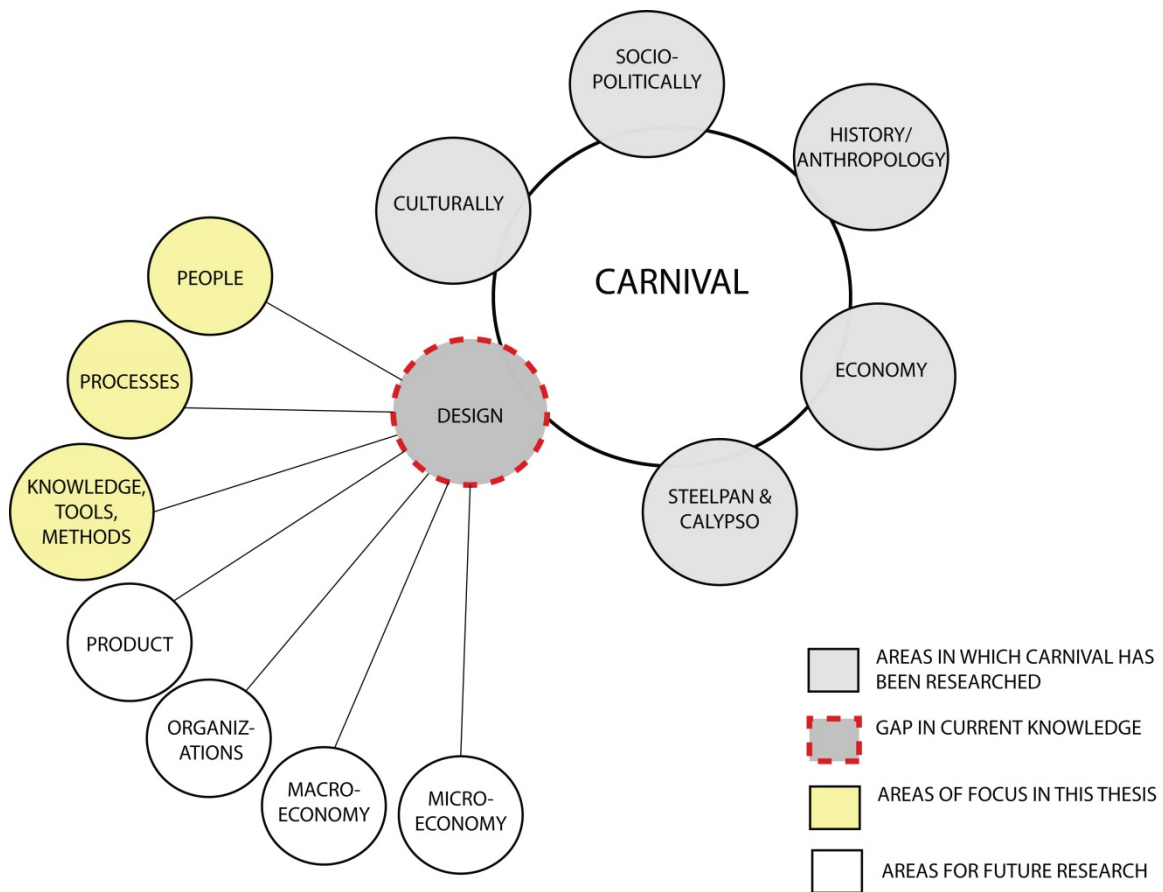 SOCIO-
POLITICALLY
HISTORY/
ANTHROPOLOGY
CULTURALLY
CARNIVAL
PEOPLE
PROCESSES
ECONOMY
DESIGN
KNOWLEDGE,
TOOLS,
METHODS
STEELPAN &
CALYPSO
PRODUCT
ORGANIZ-
ATIONS
MACRO-
ECONOMY
MICRO-
ECONOMY
AREAS IN WHICH CARNIVAL HAS
BEEN RESEARCHED
GAP IN CURRENT KNOWLEDGE
AREAS OF FOCUS IN THIS THESIS
AREAS FOR FUTURE RESEARCH